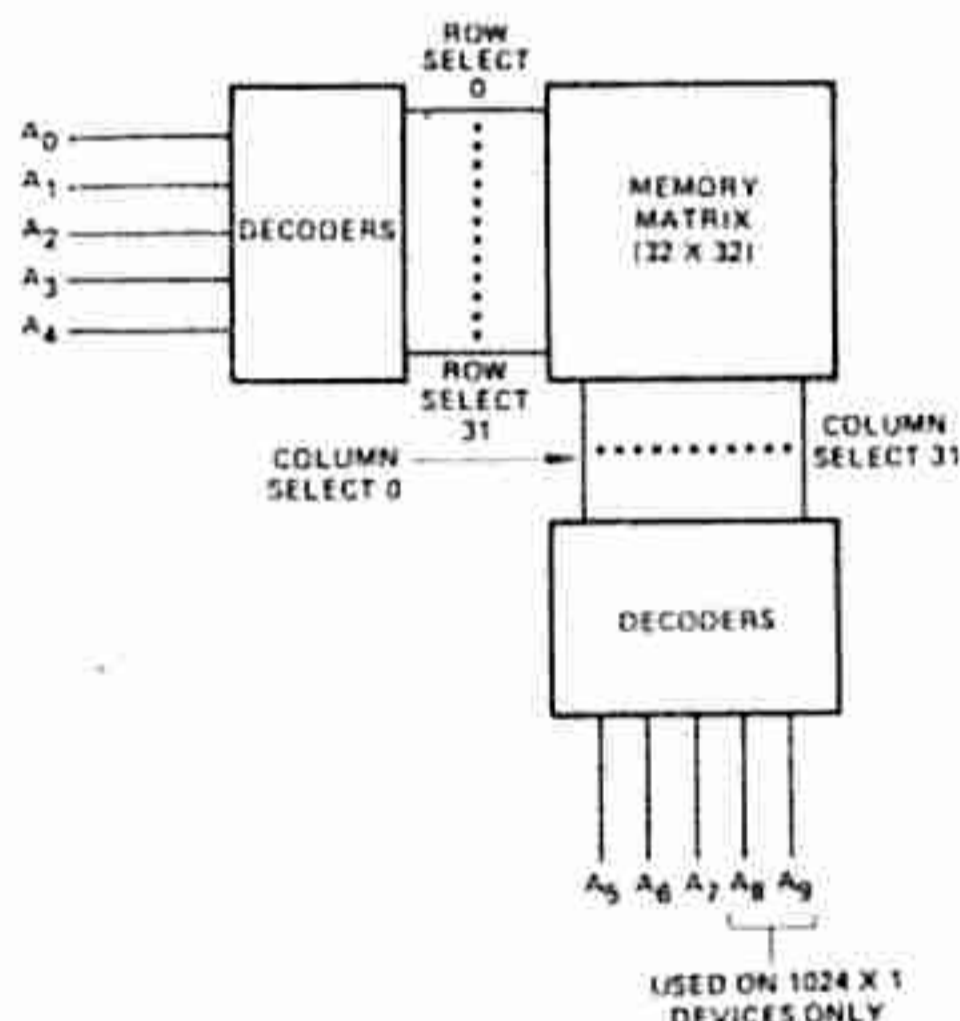 ROW
SELECT
0
A0
A1
A2
A3
A4
DECODERS
MEMORY
MATRIX
(32 X 32)
ROW
SELECT
31
COLUMN
SELECT 0
COLUMN
SELECT 31
DECODERS
A5 A6 A7 A8 A9
USED ON 1024 X 1
DEVICES ONLY